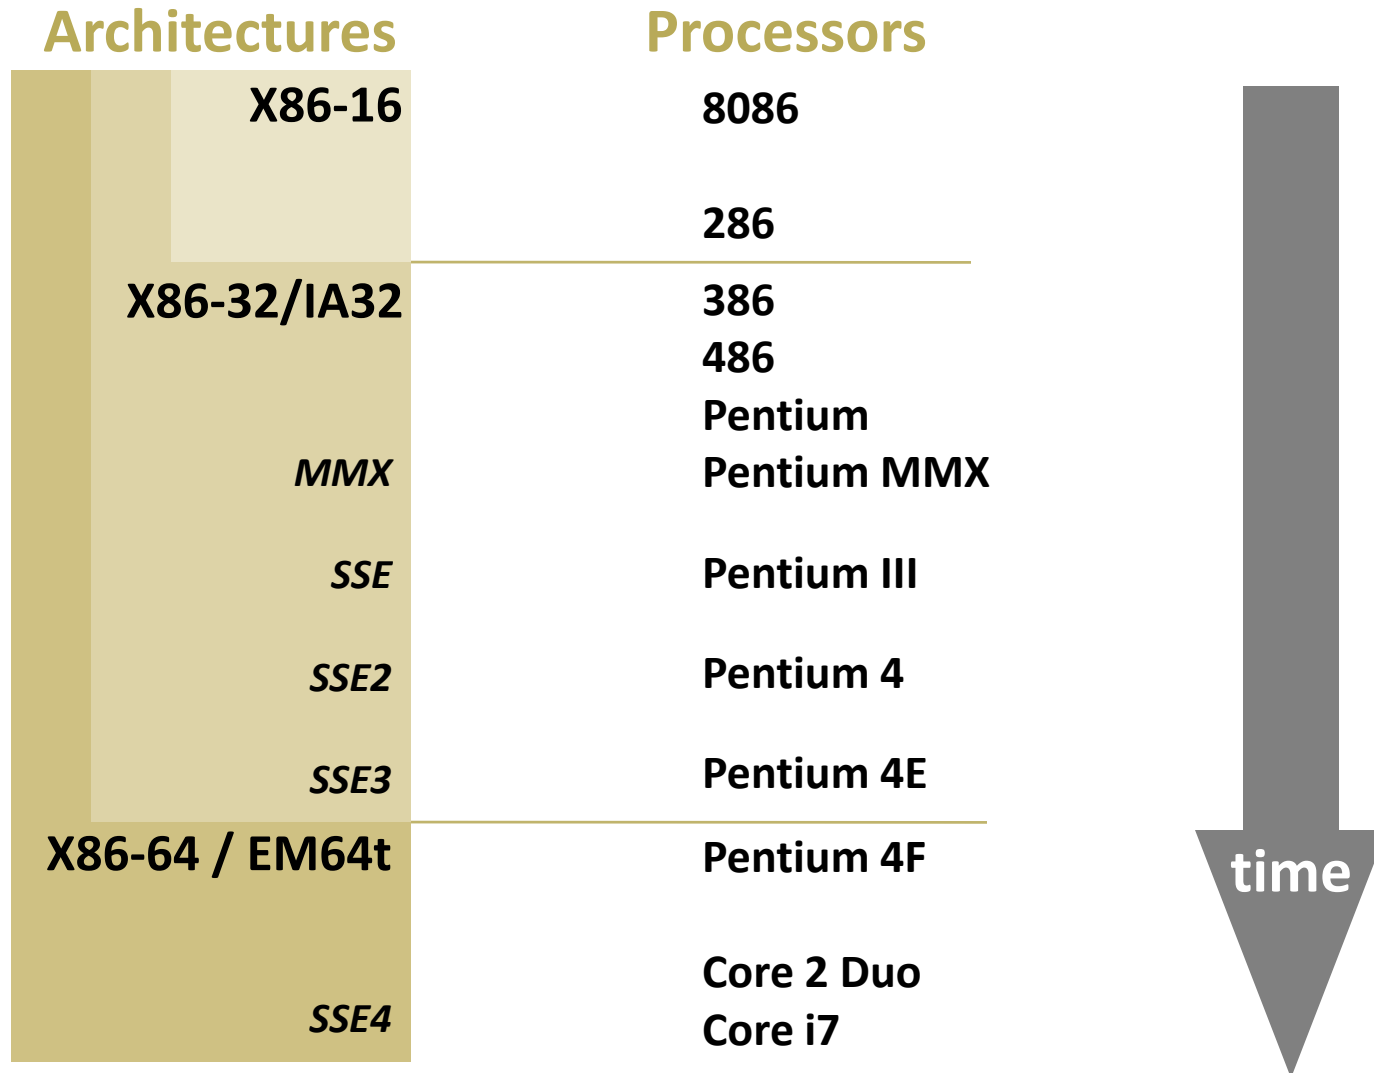 Architectures Processors
X86-16 8086
286
X86-32/IA32 386
486
Pentium
MMX Pentium MMX
SSE Pentium III
SSE2 Pentium 4
SSE3 Pentium 4E
X86-64 / EM64t Pentium 4F
time
Core 2 Duo
SSE4 Core i7